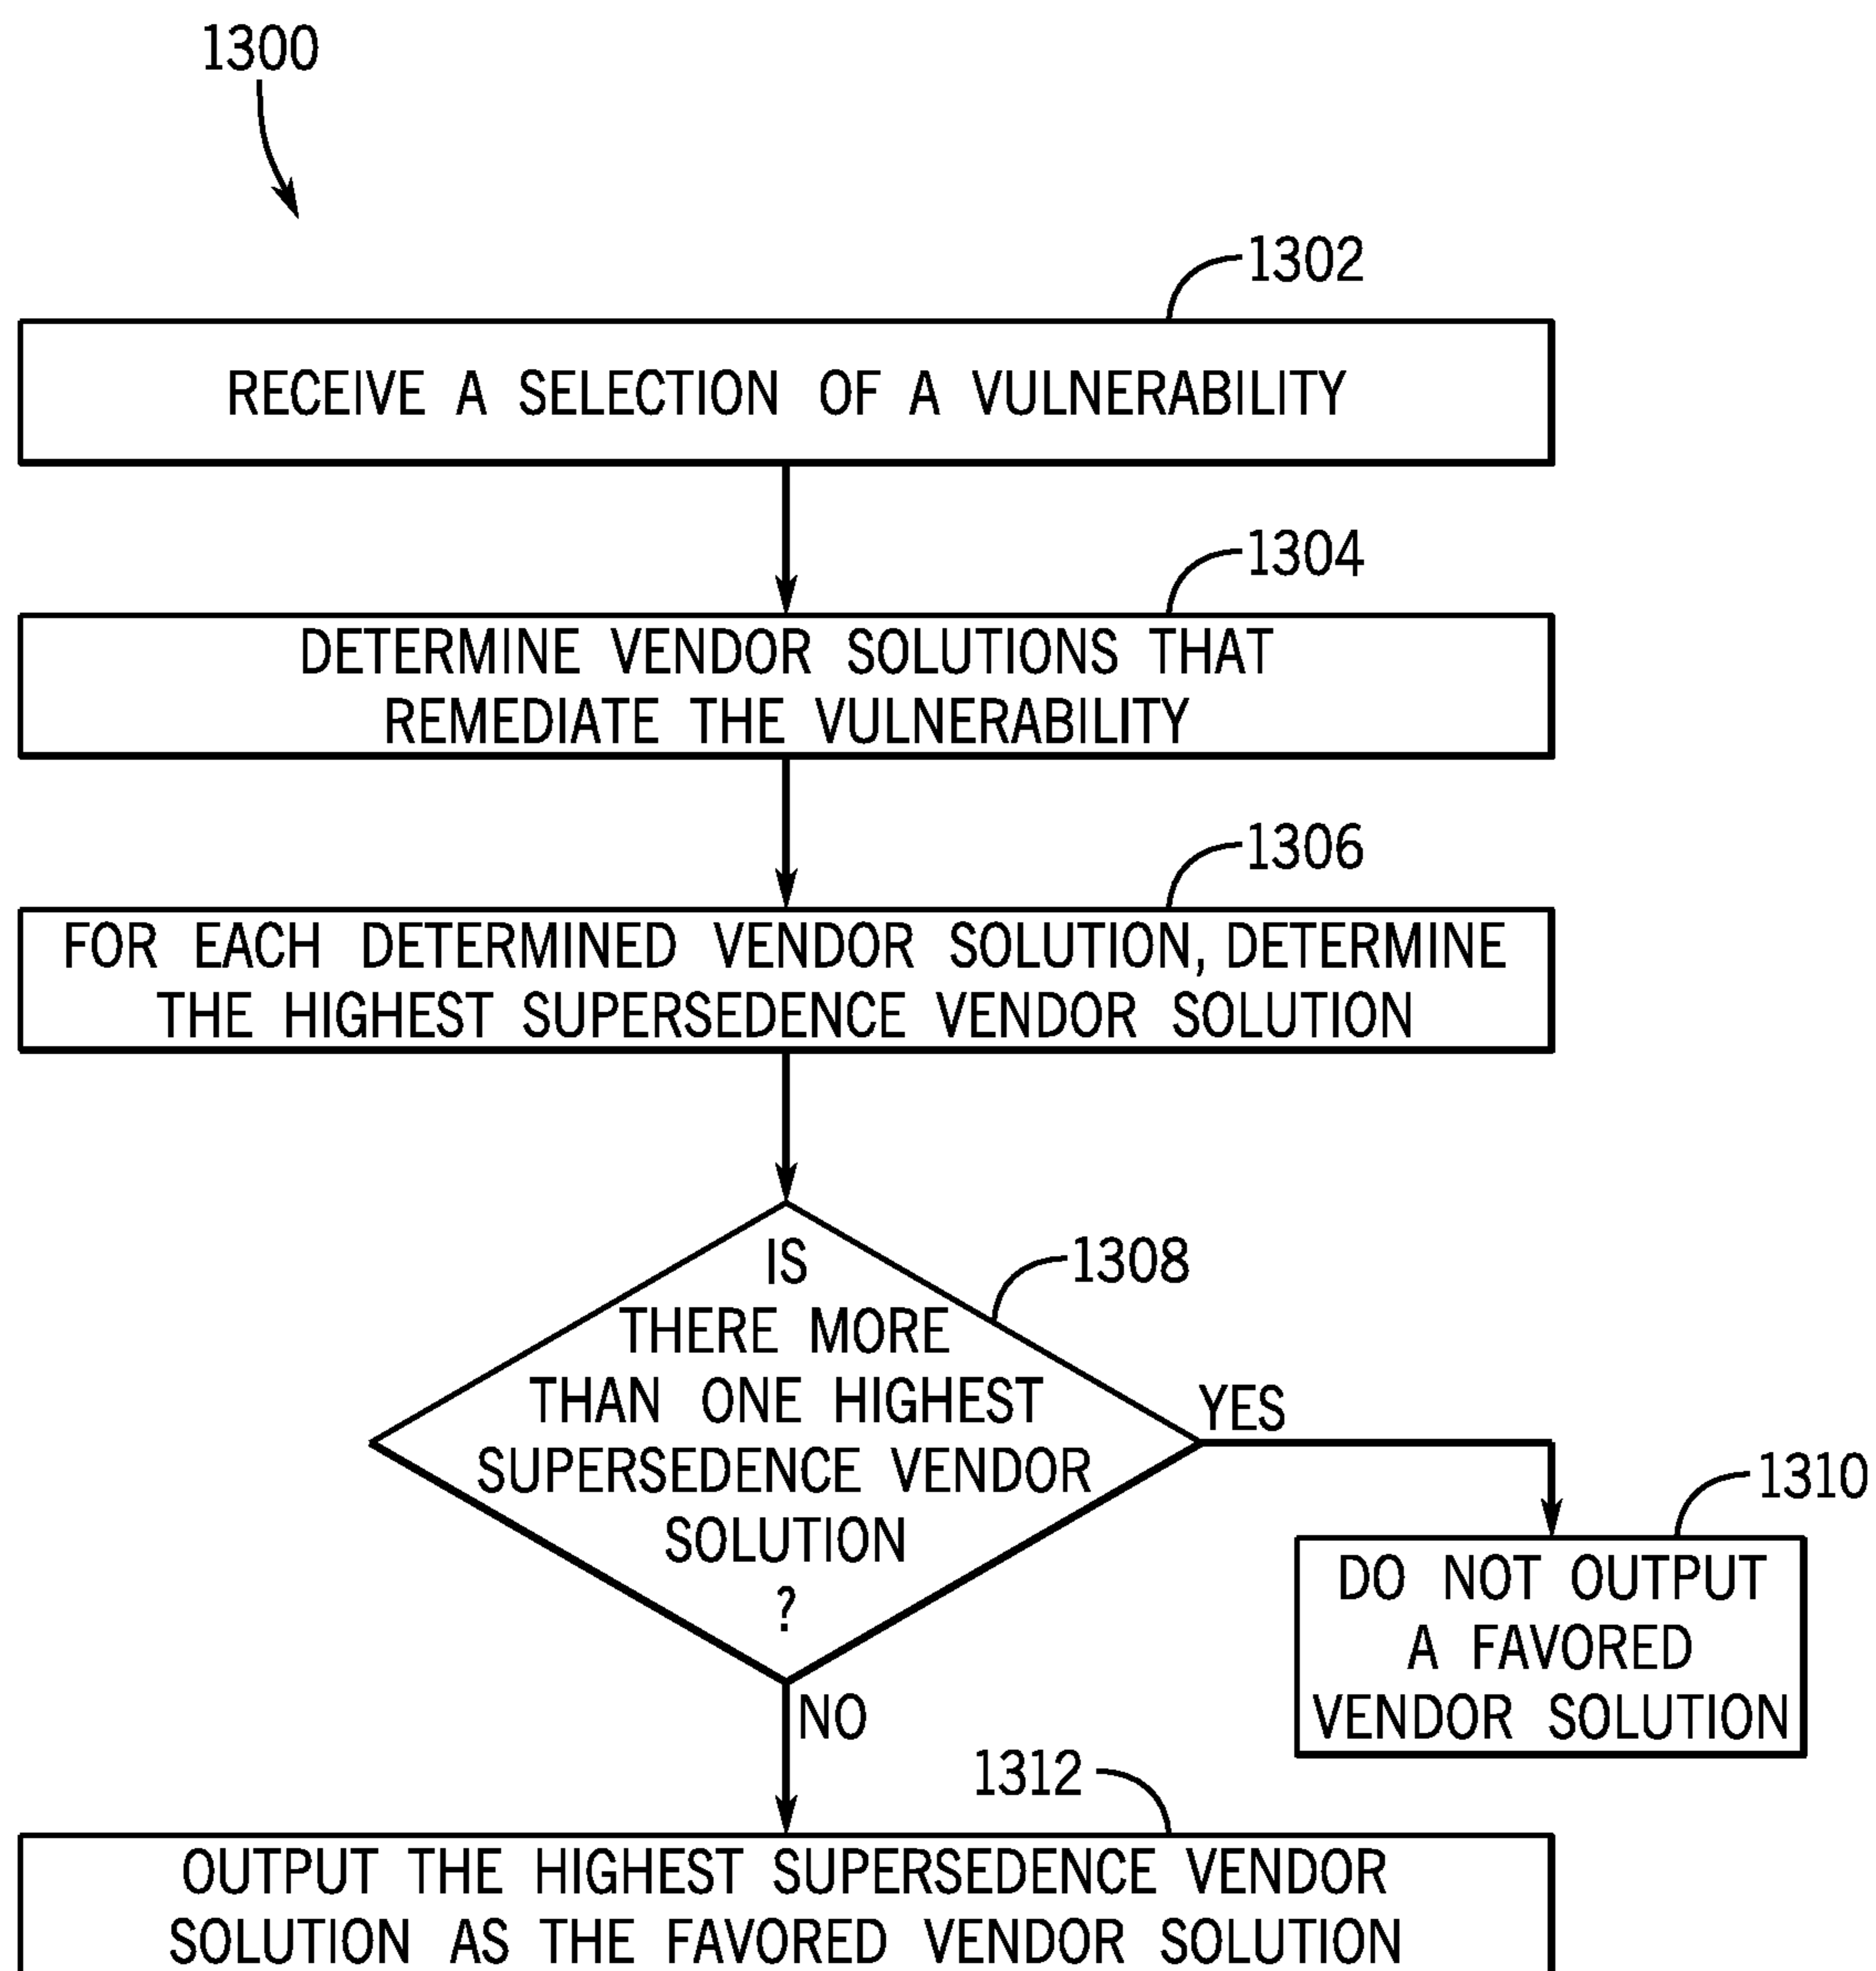 1300
1302
RECEIVE A SELECTION OF A VULNERABILITY
1304
DETERMINE VENDOR SOLUTIONS THAT
REMEDIATE THE VULNERABILITY
1306
FOR EACH DETERMINED VENDOR SOLUTION, DETERMINE
THE HIGHEST SUPERSEDENCE VENDOR SOLUTION
1308
IS
THERE MORE
THAN ONE HIGHEST
SUPERSEDENCE VENDOR
SOLUTION
?
YES
1310
DO NOT OUTPUT
A FAVORED
VENDOR SOLUTION
NO
1312
OUTPUT THE HIGHEST SUPERSEDENCE VENDOR
SOLUTION AS THE FAVORED VENDOR SOLUTION